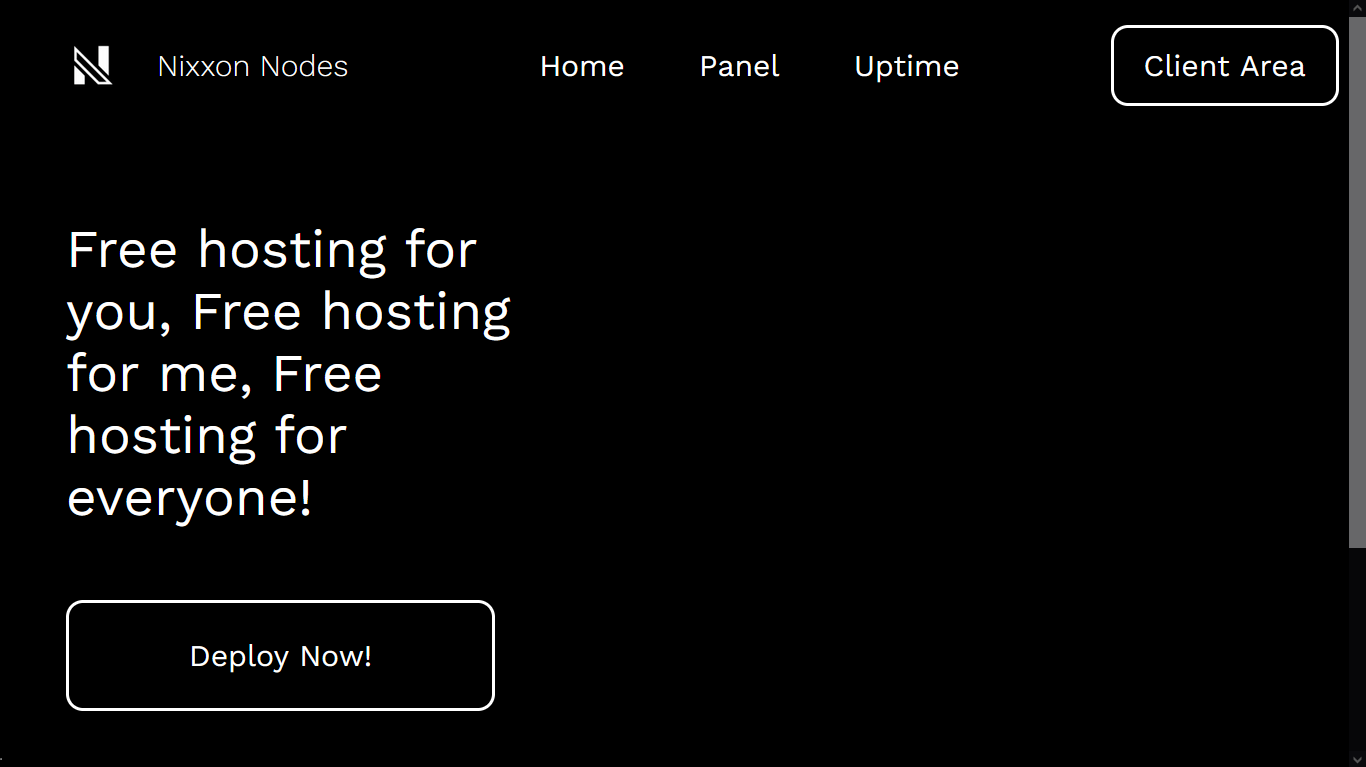 Nixxon Nodes
Home
Panel
Uptime
Client Area
Free hosting for
you, Free hosting
for me, Free
hosting for
everyone!
Deploy Now!